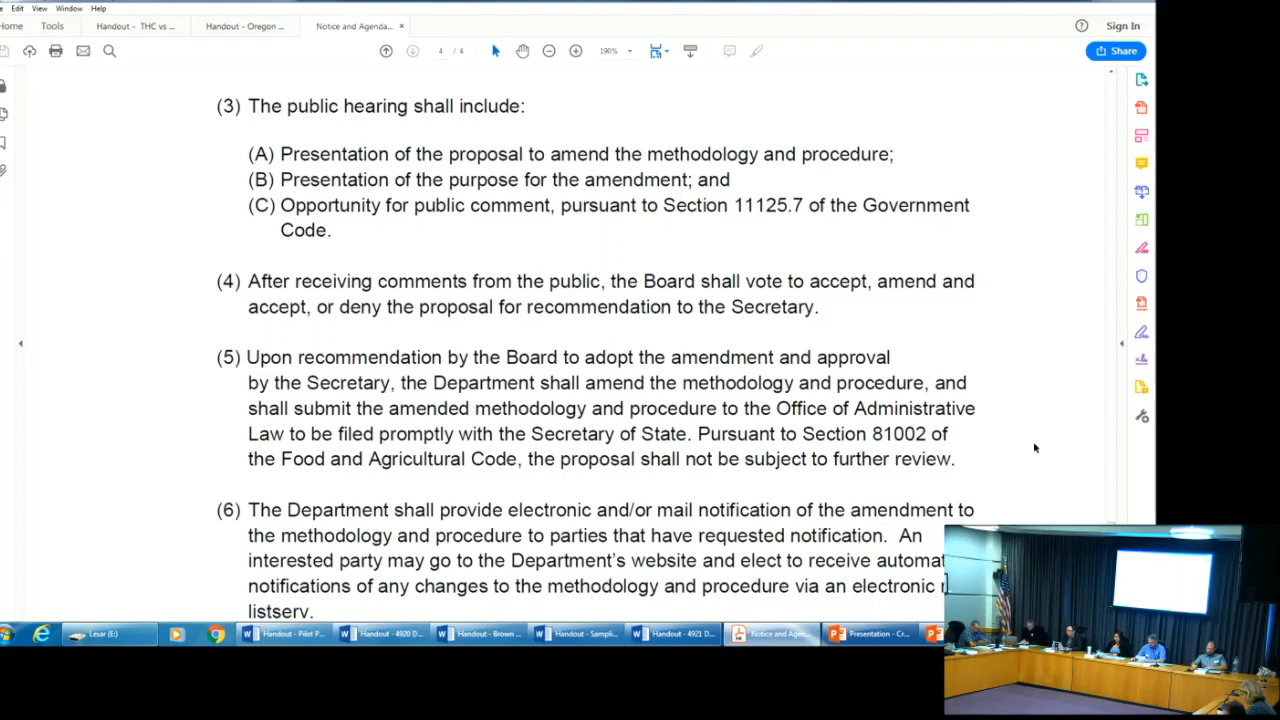 Edit View Window Help
Home Tools Handout - THC vs ... Handout - Oregon ... Notice and Agenda... × Sign In
4 / 4 190% Share
(3) The public hearing shall include:
(A) Presentation of the proposal to amend the methodology and procedure;
(B) Presentation of the purpose for the amendment; and
(C) Opportunity for public comment, pursuant to Section 11125.7 of the Government
Code.
(4) After receiving comments from the public, the Board shall vote to accept, amend and
accept, or deny the proposal for recommendation to the Secretary.
(5) Upon recommendation by the Board to adopt the amendment and approval
by the Secretary, the Department shall amend the methodology and procedure, and
shall submit the amended methodology and procedure to the Office of Administrative
Law to be filed promptly with the Secretary of State. Pursuant to Section 81002 of
the Food and Agricultural Code, the proposal shall not be subject to further review.
(6) The Department shall provide electronic and/or mail notification of the amendment to
the methodology and procedure to parties that have requested notification. An
interested party may go to the Department's website and elect to receive automat
notifications of any changes to the methodology and procedure via an electronic
listserv.
Lexar (E:) Handout - Pilot P... Handout - 4920 D... Handout - Brown ... Handout - Sampli... Handout - 4921 D... Notice and Agen... Presentation - Cr...